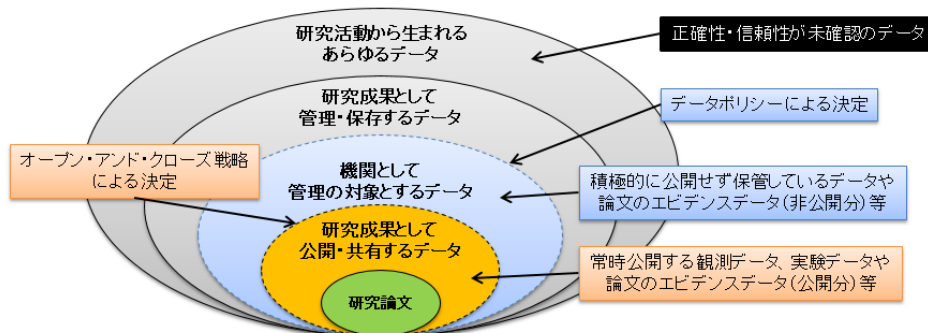 研究活動から生まれる
あらゆるデータ
正確性・信頼性が未確認のデータ
研究成果として
管理・保存するデータ
データポリシーによる決定
オープン・アンド・クローズ戦略
による決定
機関として
管理の対象とするデータ
積極的に公開せず保管しているデータや
論文のエビデンスデータ(非公開分)等
研究成果として
公開・共有するデータ
常時公開する観測データ、実験データや
論文のエビデンスデータ(公開分)等
研究論文